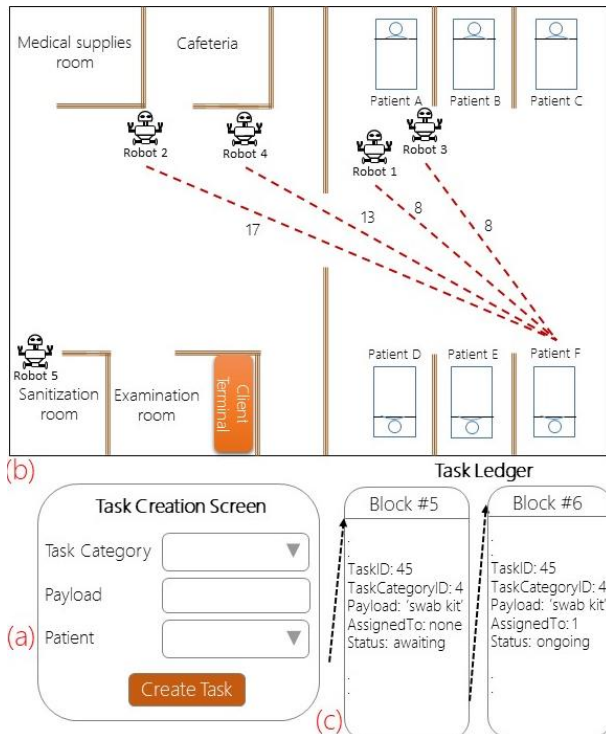 Medical supplies
room
Cafeteria
Patient A
Patient B
Patient C
Robot 2
Robot 4
Robot 1
Robot 3
17
13
8
8
Robot 5
Sanitization
room
Examination
room
Client
Terminal
Patient D
Patient E
Patient F
(b)
Task Creation Screen
Task Category
Payload
Patient
Create Task
(a)
Task Ledger
Block #5
.
.
TaskID: 45
TaskCategoryID: 4
Payload: 'swab kit'
AssignedTo: none
Status: awaiting
.
.
Block #6
.
.
TaskID: 45
TaskCategoryID: 4
Payload: 'swab kit'
AssignedTo: 1
Status: ongoing
.
.
(c)